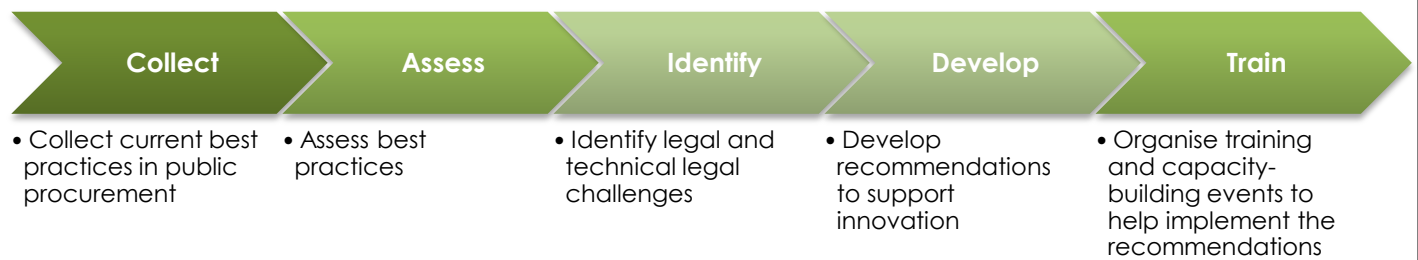 Collect
Assess
Identify
Develop
Train
• Collect current best
practices in public
procurement
• Assess best
practices
• Identify legal and
technical legal
challenges
• Develop
recommendations
to support
innovation
• Organise training
and capacity-
building events to
help implement the
recommendations